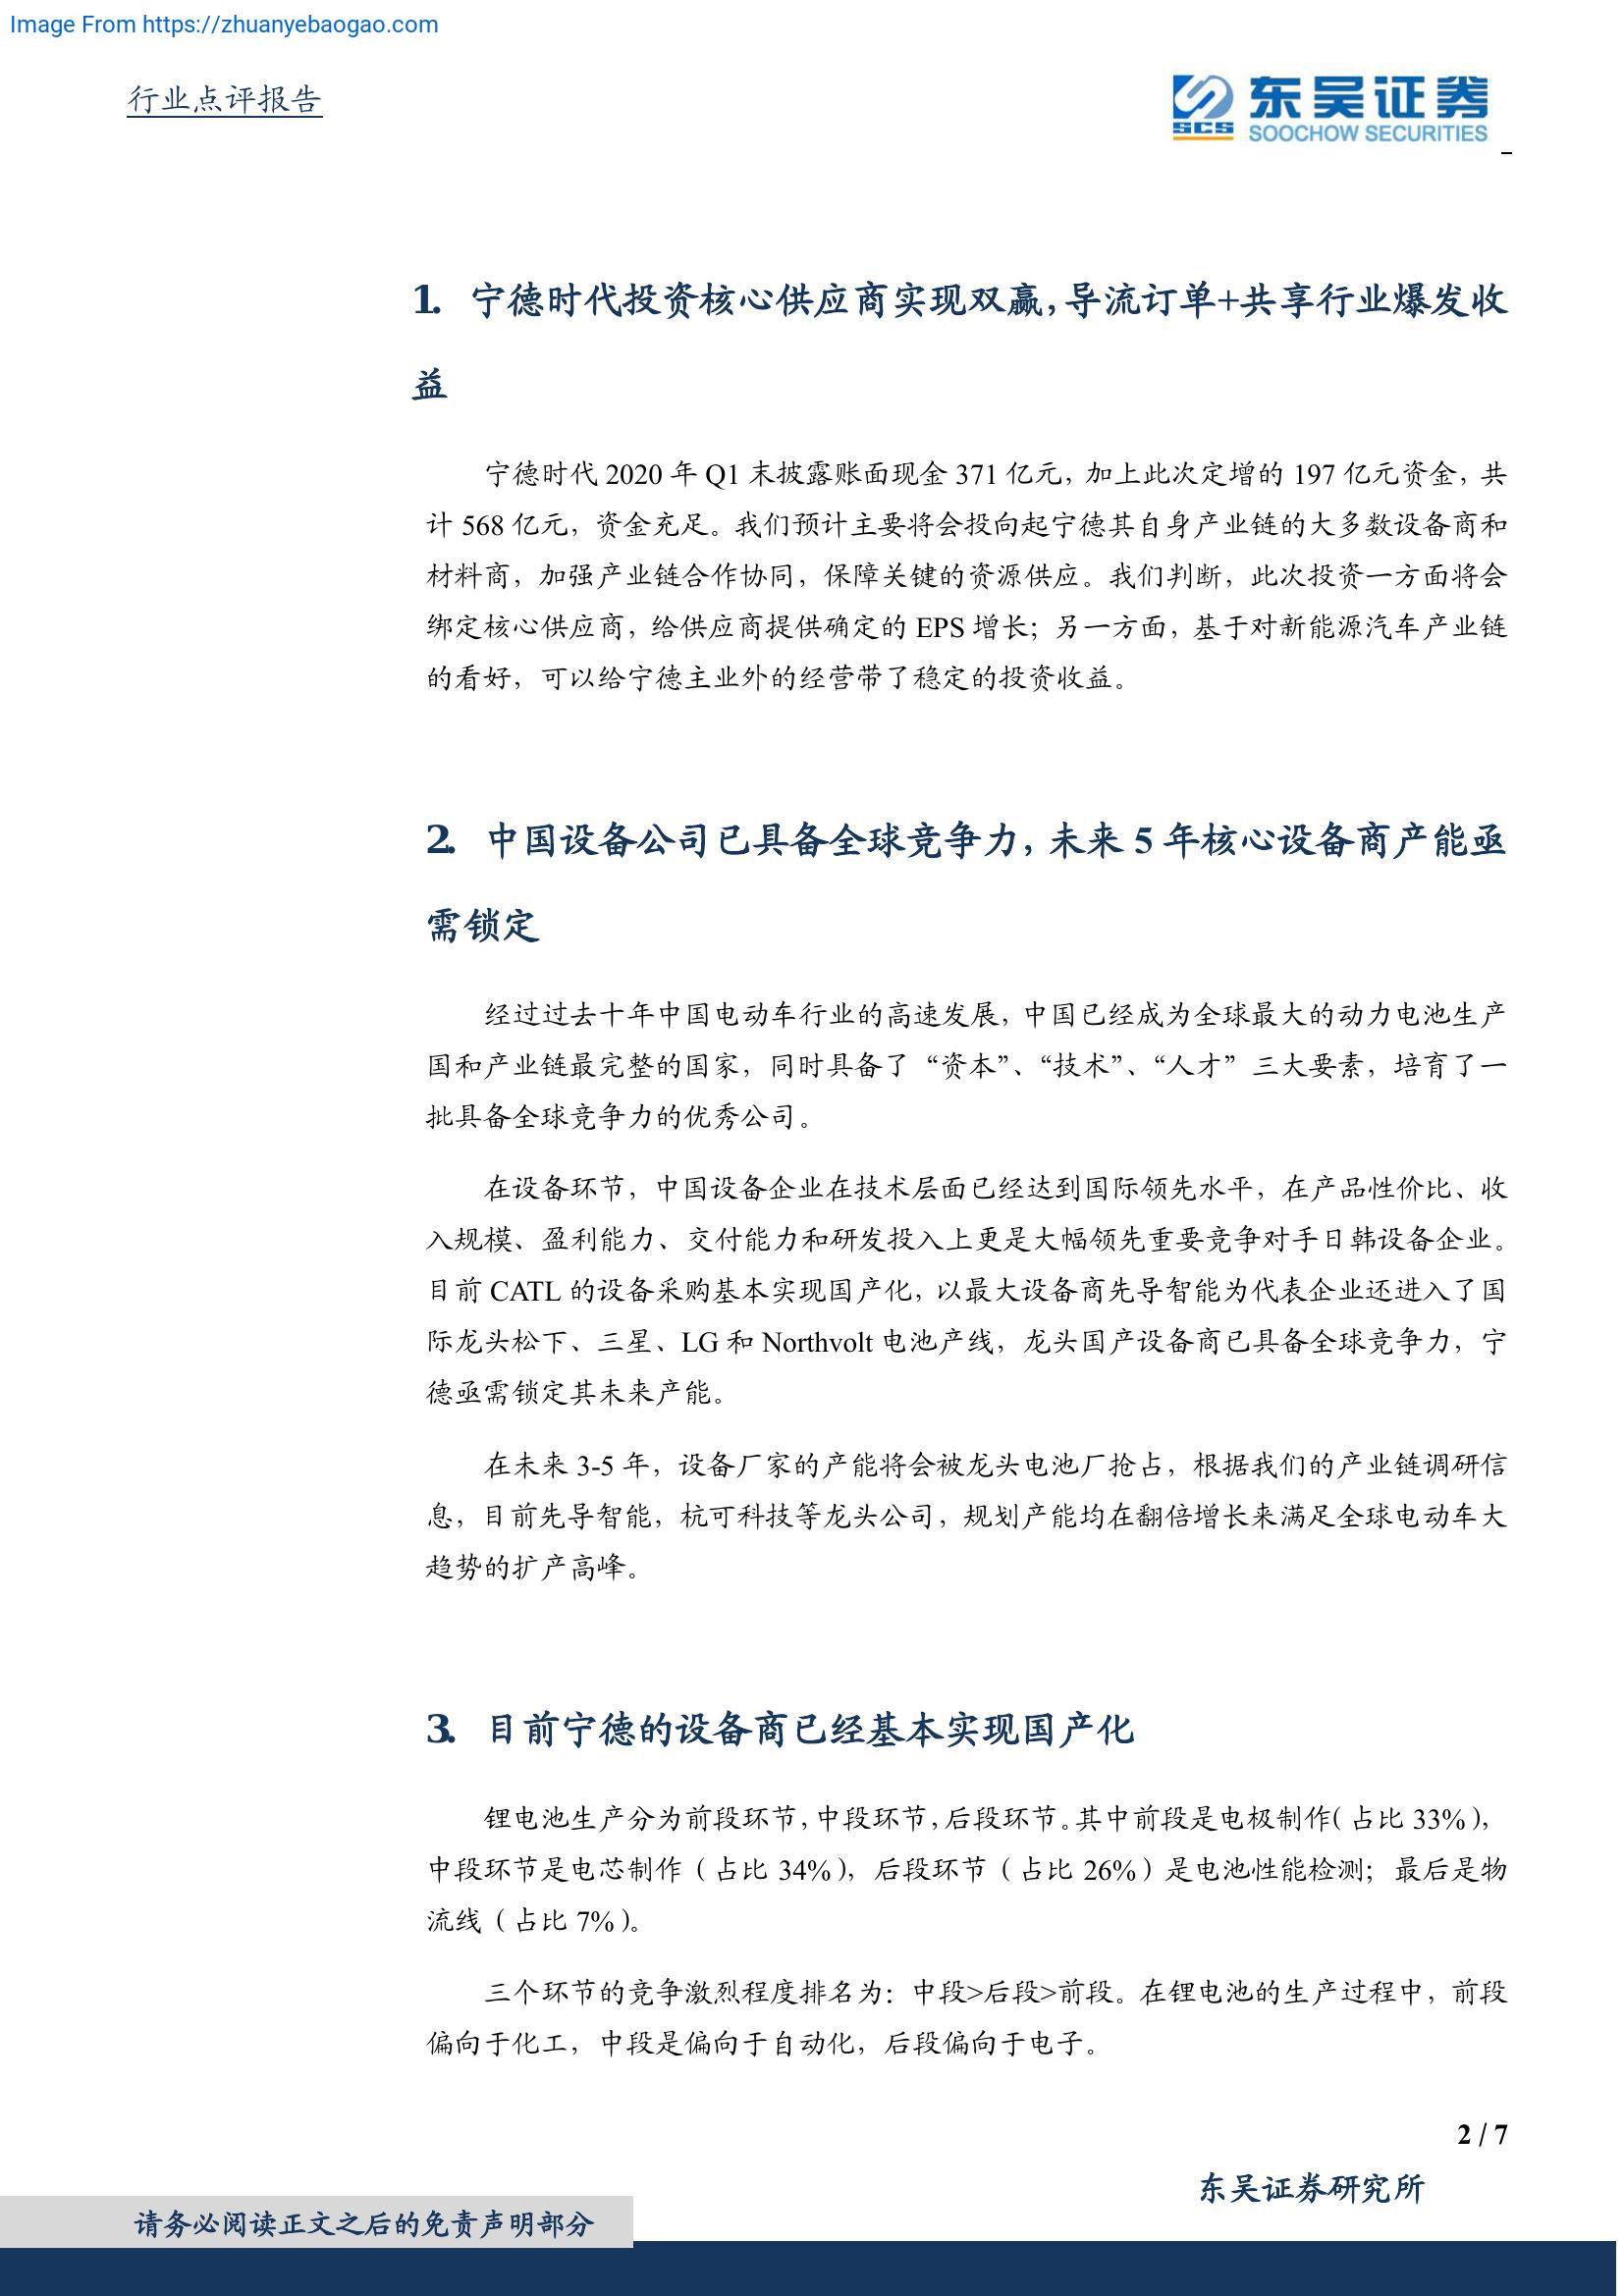 Image From https://zhuanyebaogao.com
行业点评报告
SCS 东吴证券
SOOCHOW SECURITIES
1. 宁德时代投资核心供应商实现双赢,导流订单+共享行业爆发收
益
宁德时代 2020 年 Q1 末披露账面现金 371 亿元，加上此次定增的 197 亿元资金，共
计 568 亿元，资金充足。我们预计主要将会投向起宁德其自身产业链的大多数设备商和
材料商，加强产业链合作协同，保障关键的资源供应。我们判断，此次投资一方面将会
绑定核心供应商，给供应商提供确定的 EPS 增长；另一方面，基于对新能源汽车产业链
的看好，可以给宁德主业外的经营带了稳定的投资收益。
2. 中国设备公司已具备全球竞争力，未来 5 年核心设备商产能亟
需锁定
经过过去十年中国电动车行业的高速发展，中国已经成为全球最大的动力电池生产
国和产业链最完整的国家，同时具备了“资本”、“技术”、“人才”三大要素，培育了一
批具备全球竞争力的优秀公司。
在设备环节，中国设备企业在技术层面已经达到国际领先水平，在产品性价比、收
入规模、盈利能力、交付能力和研发投入上更是大幅领先重要竞争对手日韩设备企业。
目前 CATL 的设备采购基本实现国产化，以最大设备商先导智能为代表企业还进入了国
际龙头松下、三星、LG 和 Northvolt 电池产线，龙头国产设备商已具备全球竞争力，宁
德亟需锁定其未来产能。
在未来 3-5 年，设备厂家的产能将会被龙头电池厂抢占，根据我们的产业链调研信
息，目前先导智能，杭可科技等龙头公司，规划产能均在翻倍增长来满足全球电动车大
趋势的扩产高峰。
3. 目前宁德的设备商已经基本实现国产化
锂电池生产分为前段环节，中段环节，后段环节。其中前段是电极制作（占比 33%），
中段环节是电芯制作（占比 34%），后段环节（占比 26%）是电池性能检测；最后是物
流线（占比 7%）。
三个环节的竞争激烈程度排名为：中段>后段>前段。在锂电池的生产过程中，前段
偏向于化工，中段是偏向于自动化，后段偏向于电子。
2 / 7
东吴证券研究所
请务必阅读正文之后的免责声明部分